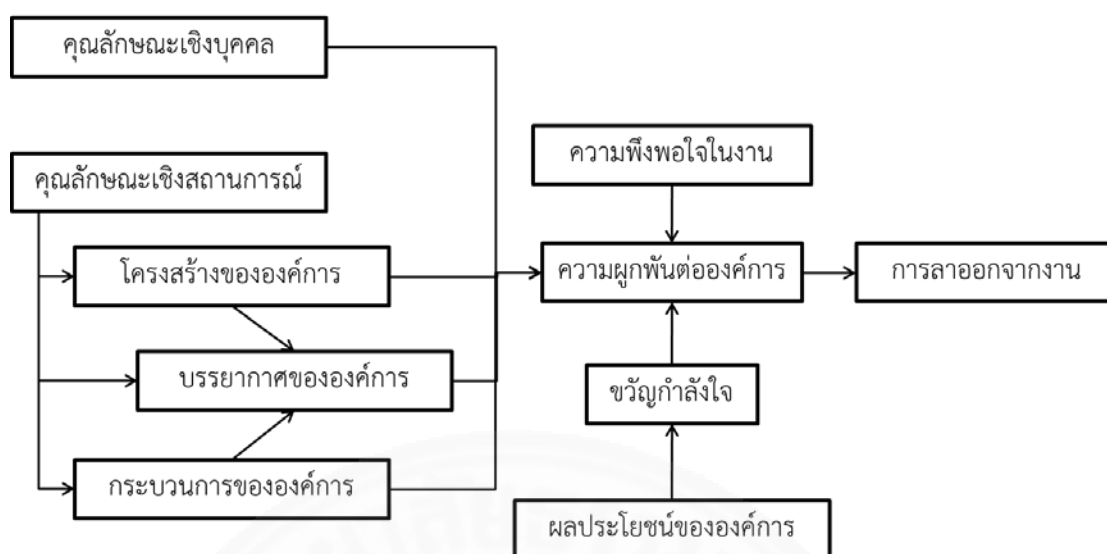 คุณลักษณะเชิงบุคคล
ความพึงพอใจในงาน
คุณลักษณะเชิงสถานการณ์
โครงสร้างขององค์การ
ความผูกพันต่อองค์การ
การลาออกจากงาน
บรรยากาศขององค์การ
ขวัญกำลังใจ
กระบวนการขององค์การ
ผลประโยชน์ขององค์การ